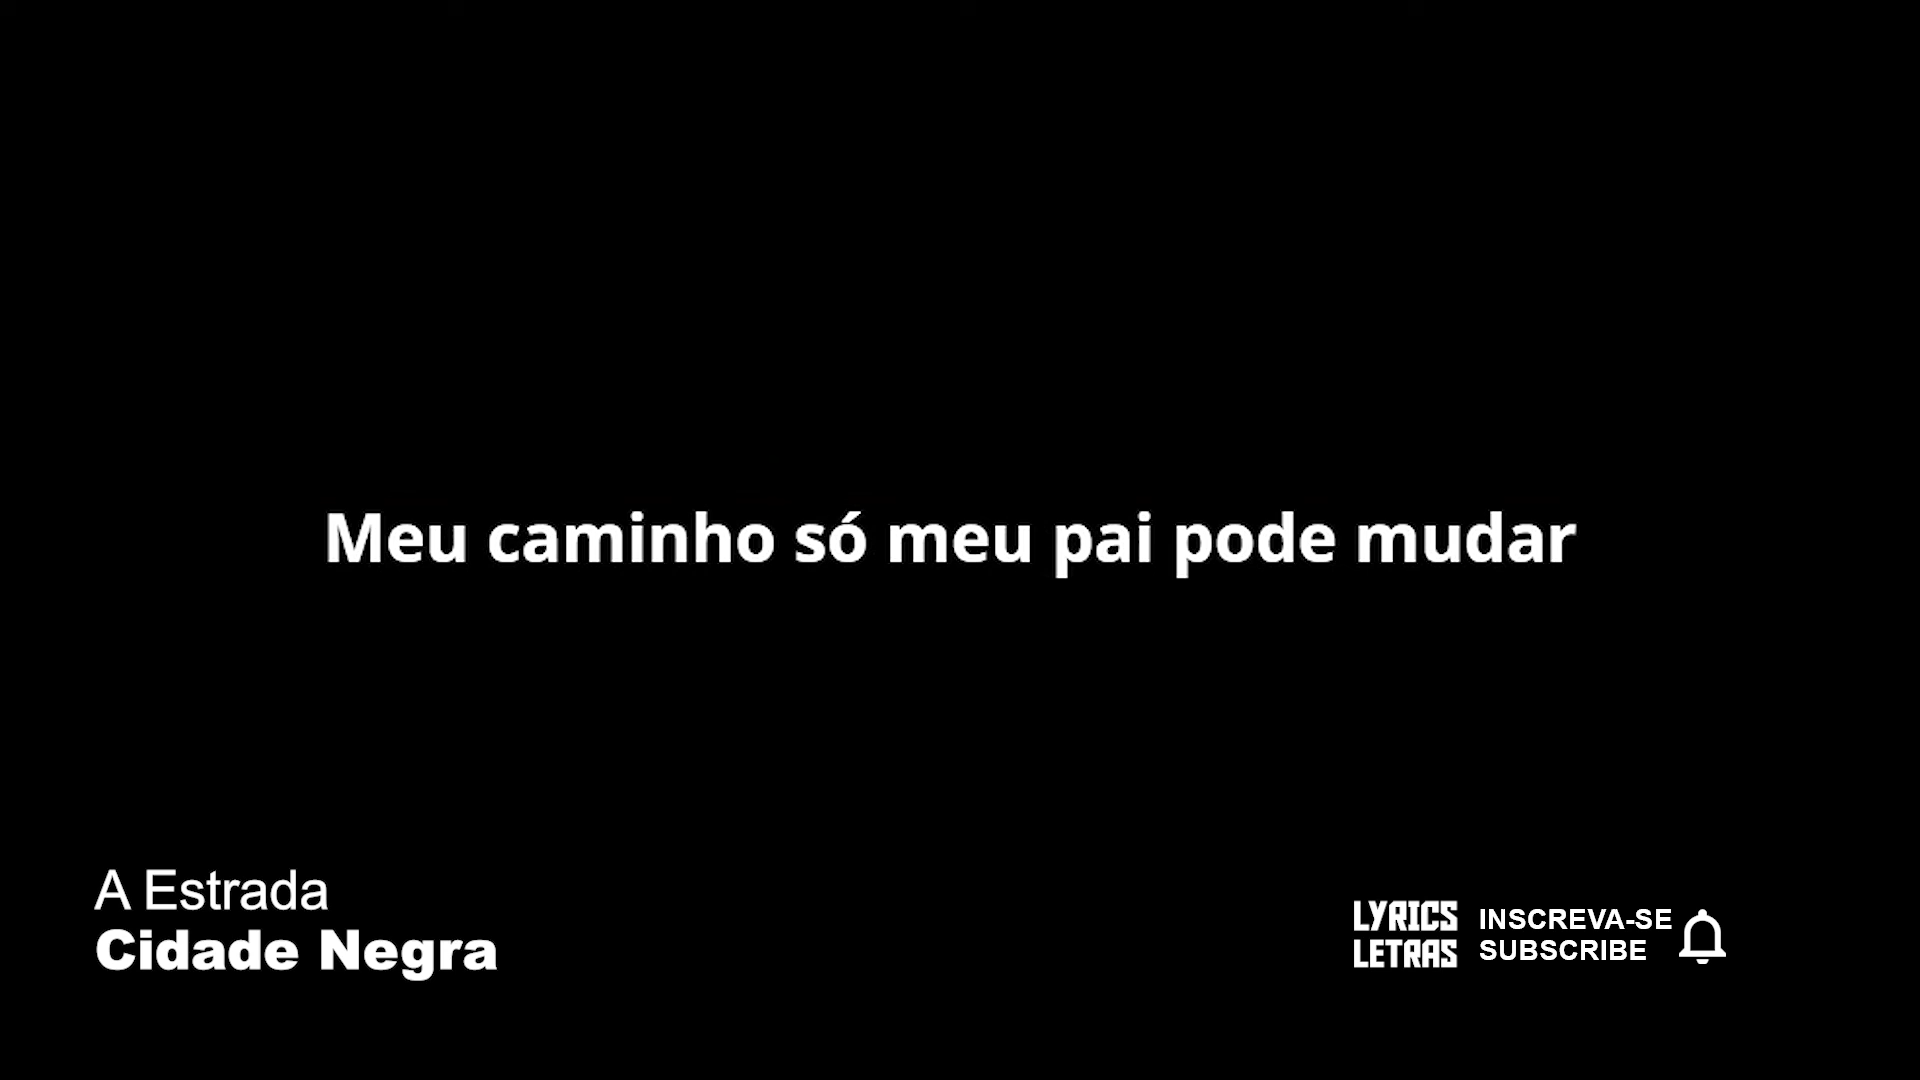 Meu caminho só meu pai pode mudar
A Estrada
Cidade Negra
LYRICS
LETRAS
INSCREVA-SE
SUBSCRIBE